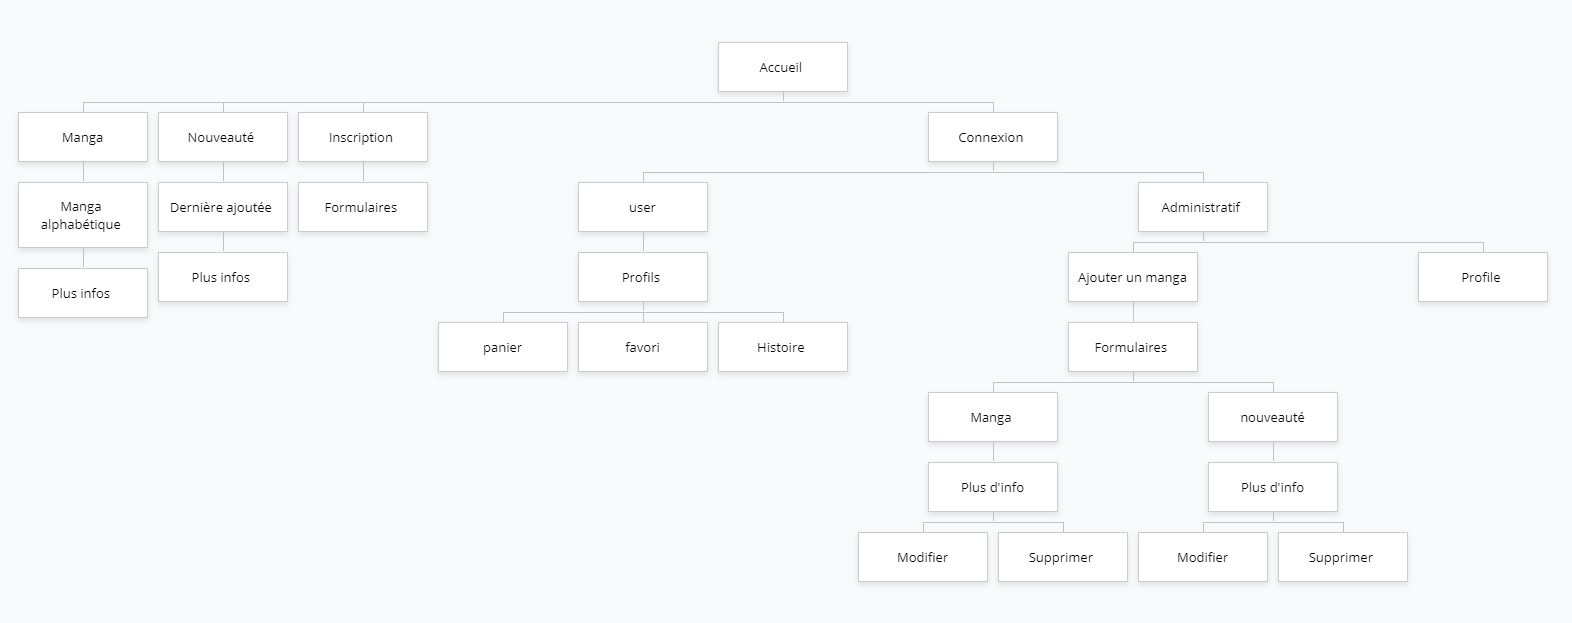 Accueil
Manga
Nouveauté
Inscription
Connexion
Manga
alphabétique
Dernière ajoutée
Formulaires
user
Administratif
Plus infos
Plus infos
Profils
Ajouter un manga
Profile
panier
favori
Histoire
Formulaires
Manga
nouveauté
Plus d'info
Plus d'info
Modifier
Supprimer
Modifier
Supprimer